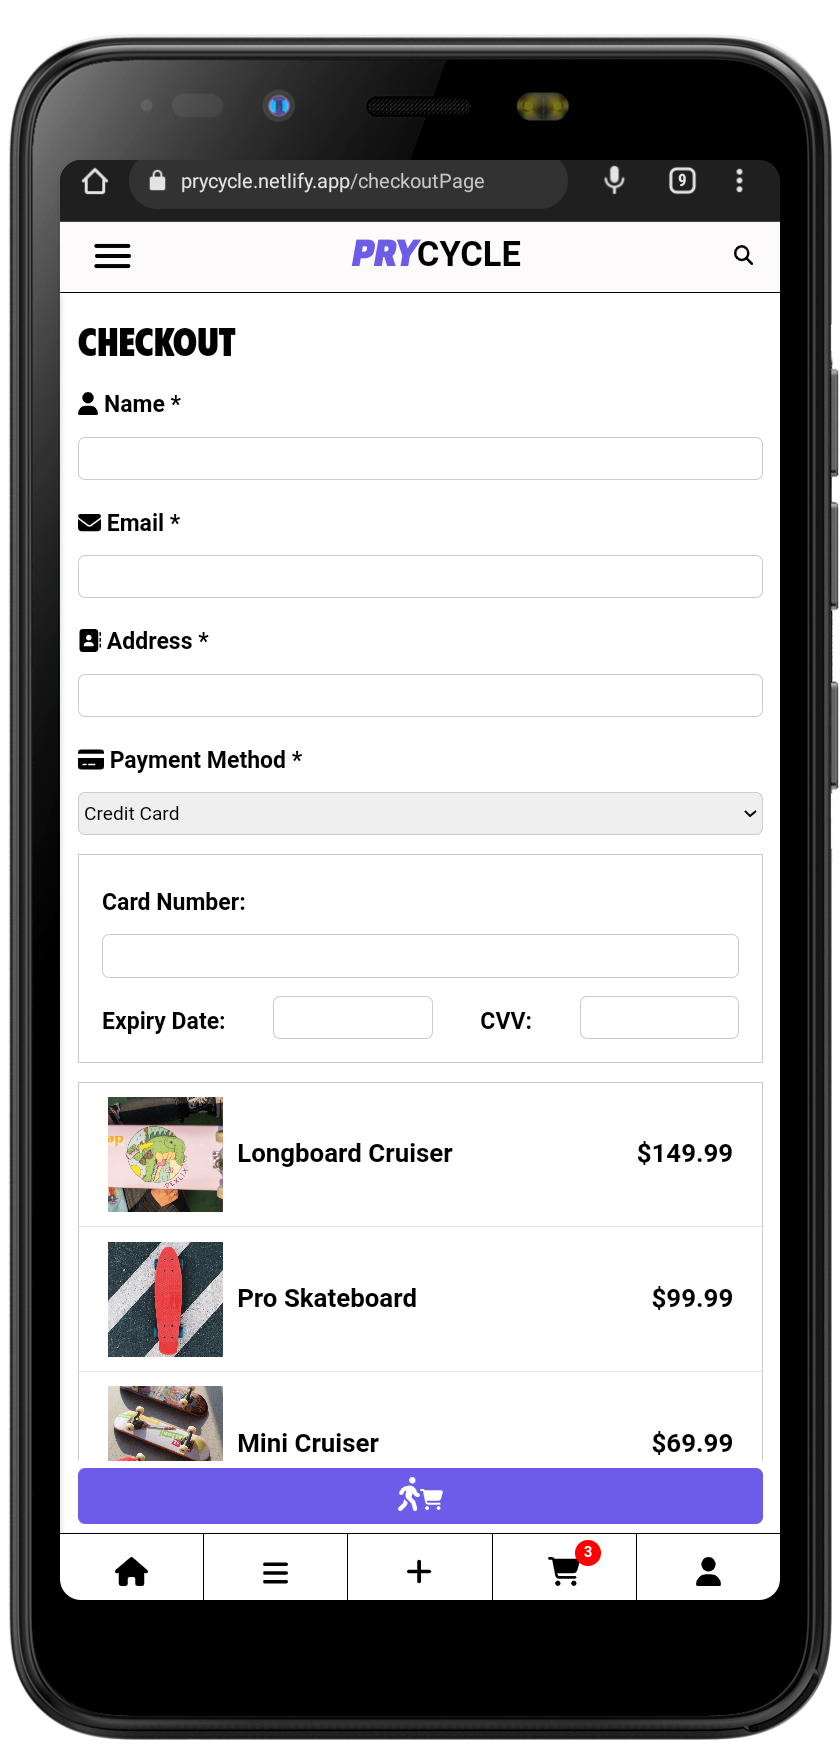 prycycle.netlify.app/checkoutPage
9
PRYCYCLE
CHECKOUT
Name *
Email *
Address *
Payment Method *
Credit Card
Card Number:
Expiry Date:
CVV:
Longboard Cruiser
$149.99
Pro Skateboard
$99.99
Mini Cruiser
$69.99
3